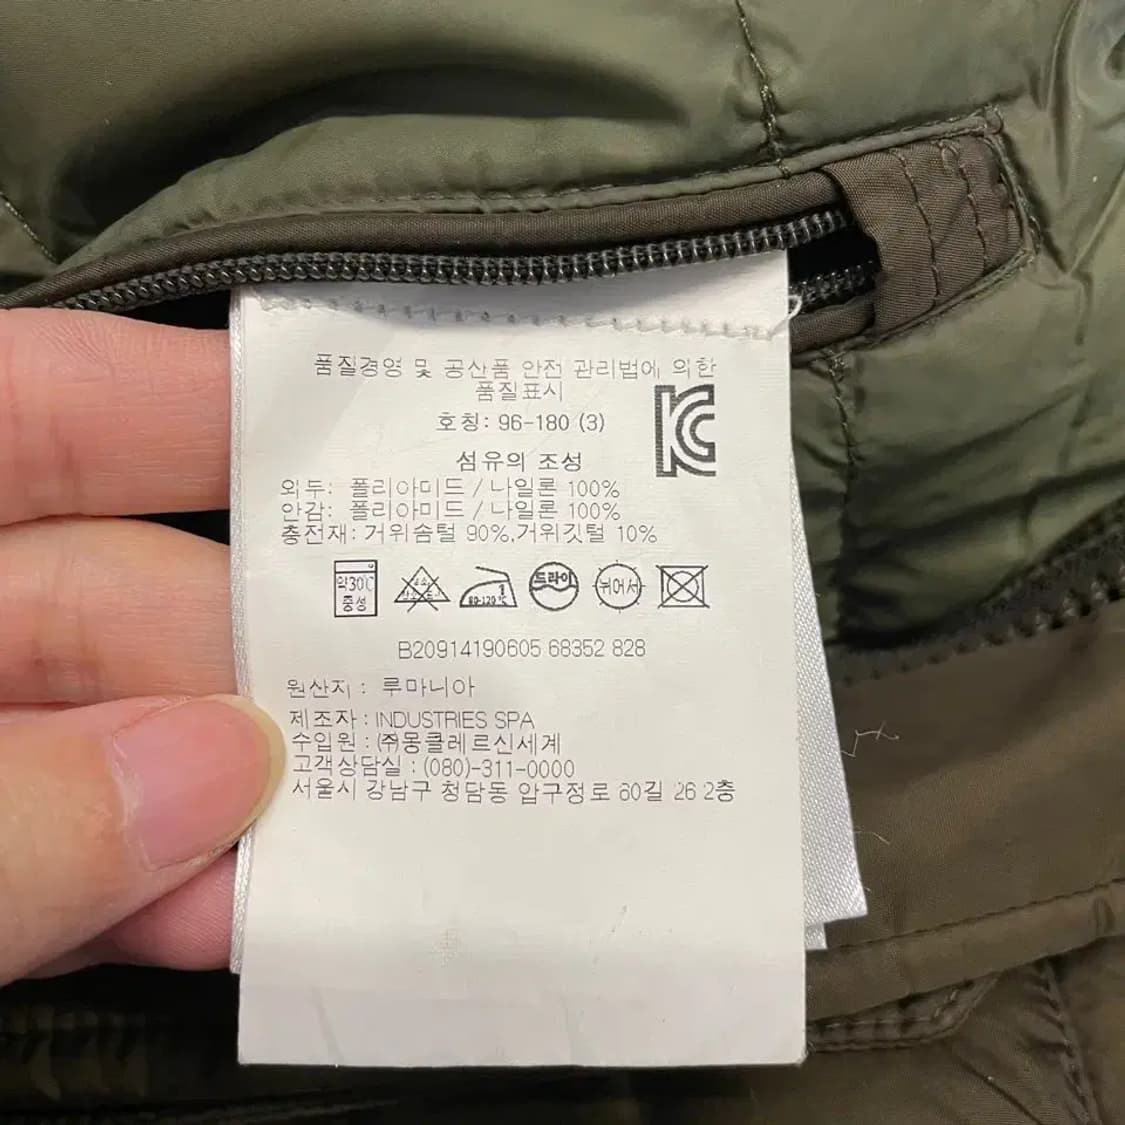 품질경영 및 공산품 안전 관리법에 의한
품질표시
호칭: 96-180 (3)
섬유의 조성
외두: 폴리아미드 / 나일론 100%
안감: 폴리아미드 / 나일론 100%
충전재: 거위솜털 90%,거위깃털 10%
약30℃
중성
80-120℃
드라이
뉘어서
B20914190605 68352 828
원산지 : 루마니아
제조자 : INDUSTRIES SPA
수입원 : (주)몽클레르신세계
고객상담실 : (080)-311-0000
서울시 강남구 청담동 압구정로 60길 26 2층